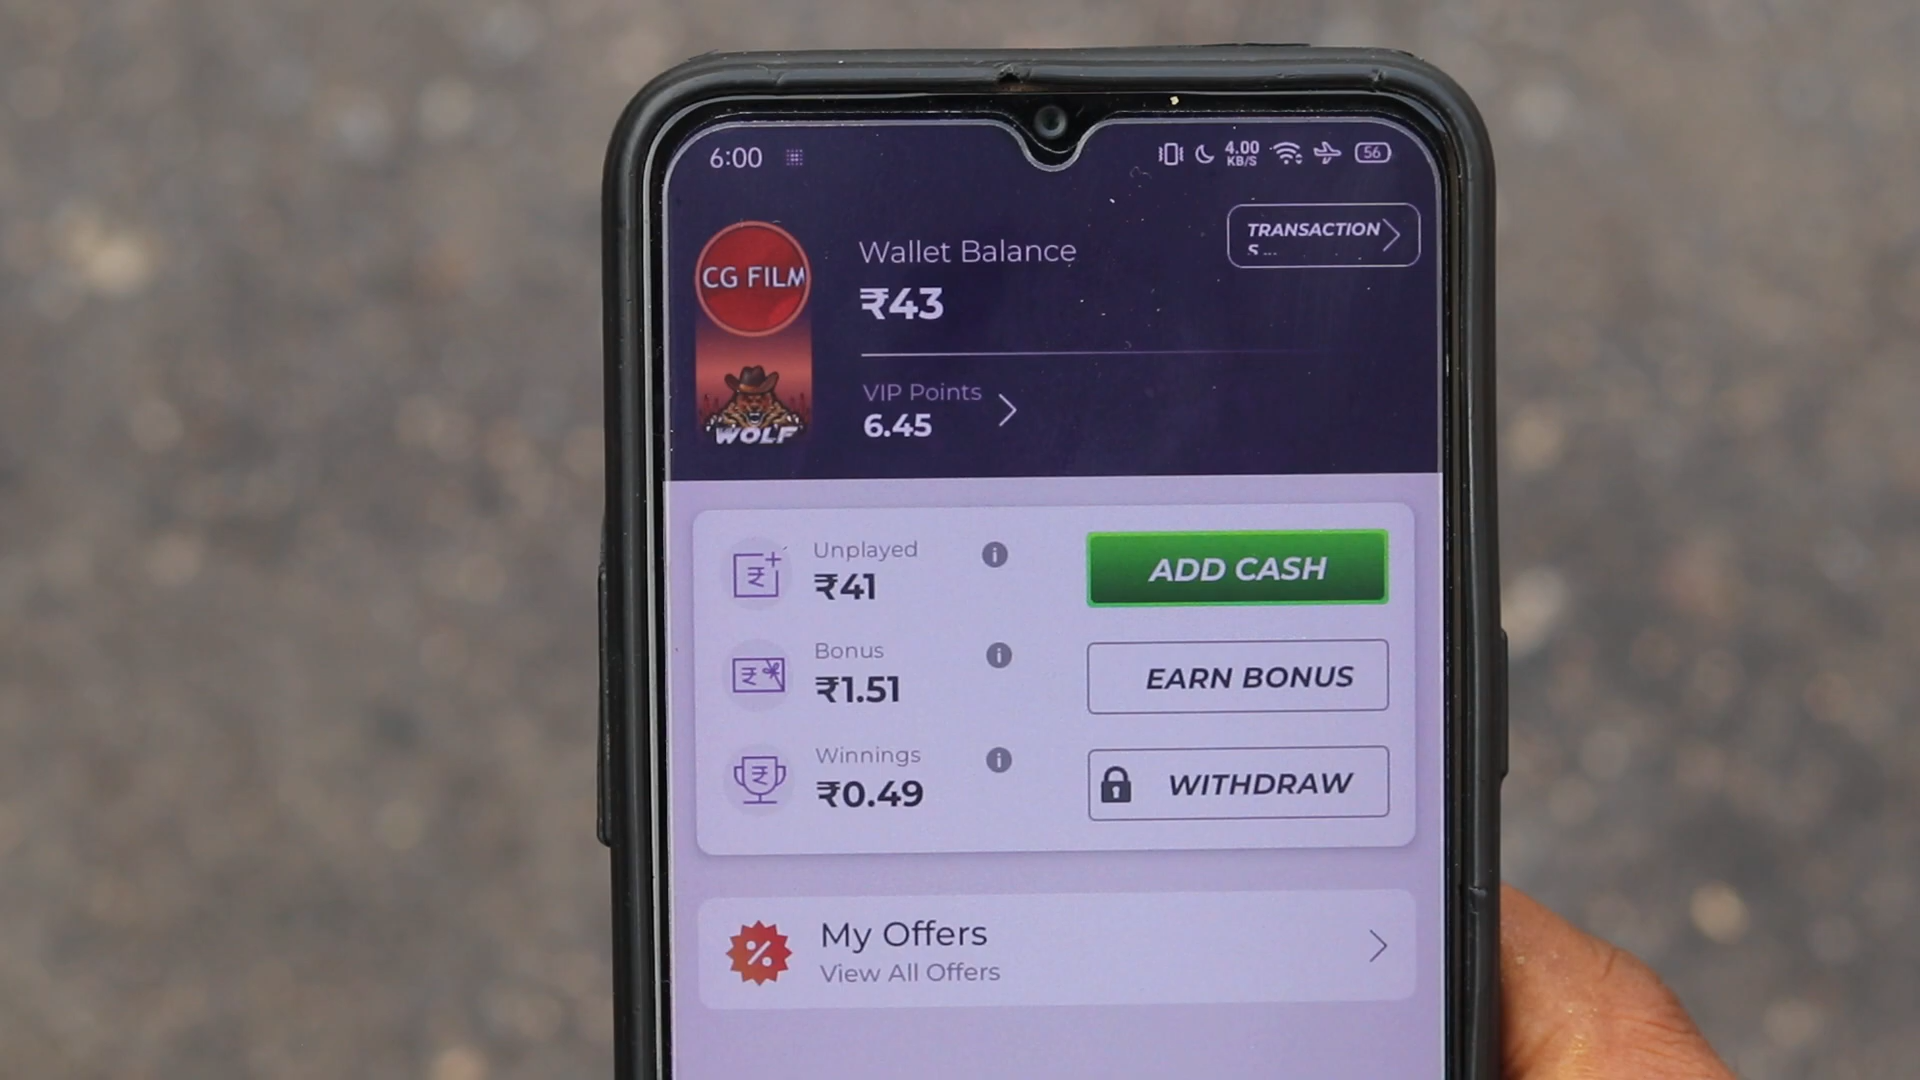 6:00
4.00
KB/S
56
CG FILM
WOLF
Wallet Balance
₹43
TRANSACTION
S ...
VIP Points
6.45
Unplayed
₹41
ADD CASH
Bonus
₹1.51
EARN BONUS
Winnings
₹0.49
WITHDRAW
My Offers
View All Offers